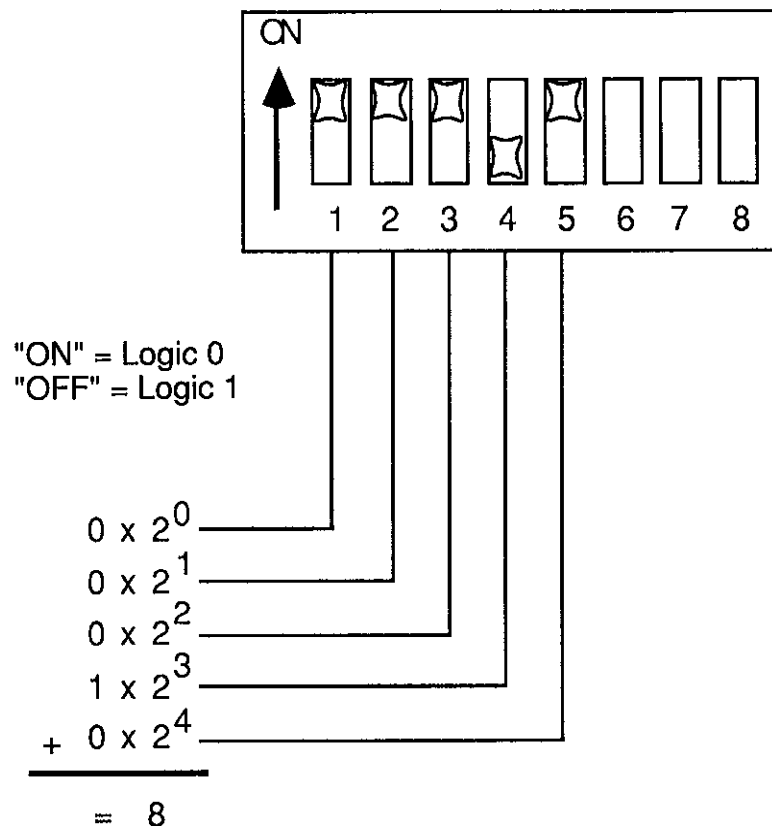 ON
1 2 3 4 5 6 7 8
"ON" = Logic 0
"OFF" = Logic 1
0 x 2^0
0 x 2^1
0 x 2^2
1 x 2^3
+ 0 x 2^4
= 8